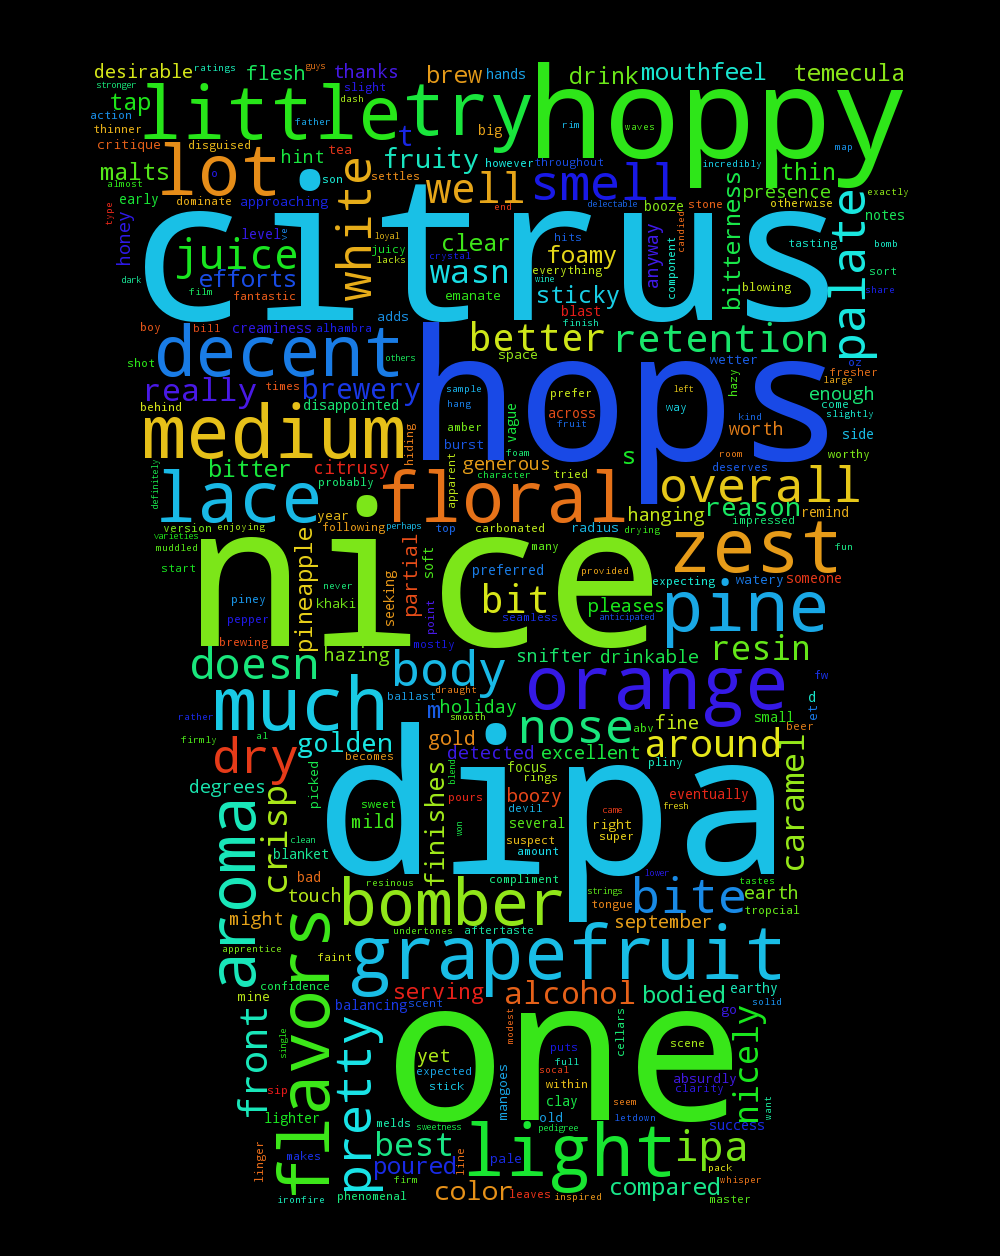 desirable ratings flesh guys thanks brew hands drink mouthfeel temecula
stronger slight
tap little dash try hoppy
action father t big rim waves map
thinner
critique disguised tea
malts lot hint fruity however throughout incredibly thin
almost o son settles well smell presence exactly
early dominate approaching white end delectable booze stone bitterness otherwise notes
type citrus candied palate
honey level ve loyal clear hits anyway component tasting bomb
juice juicy wasn foamy
efforts lacks crystal everything sort
dark film fantastic emanate wine sticky blowing share
boy bill creaminess alhambra adds blast finish
decent better retention
shot others space wetter oz
really times brewery sample prefer left hazy fresher large enough
behind disappointed hang across way kind come slightly
medium hiding amber vague fruit hops worth side
burst foam room worthy
bitter citrusy apparent generous s deserves
definitely lace probably character tried overall
floral
version enjoying year following perhaps top carbonated radius hanging reason remind
varieties drying impressed
muddled nice pineapple partial soft many zest fun
start seeking preferred provided expecting watery someone
piney khaki never bit pleases pine
pepper point seamless anticipated
brewing mostly
doesn hazing body snifter drinkable resin
much ballast draught orange fw
rather m holiday d
firmly smooth nose abv fine small et
al golden gold beer
dry becomes detected excellent around pliny
degrees picked crisp finishes blend focus caramel
rings
sweet pours boozy devil came fresh eventually
aroma mild dipa several right
clean won suspect super
blanket amount
bad resinous compliment lower tastes
touch bomber strings bite earth
might tongue tropcial
undertones aftertaste september
apprentice flavors grapefruit
faint
confidence earthy
mine serving alcohol bodied
balancing scent solid
front pretty modest cellars go nicely
single yet one scene
puts
expected full
socal absurdly
sip stick mangoes within clarity
clay seem want
lighter old letdown
melds sweetness pedigree success
linger best light ipa
makes line pale
poured pack
firm whisper
ironfire phenomenal color leaves inspired compared master